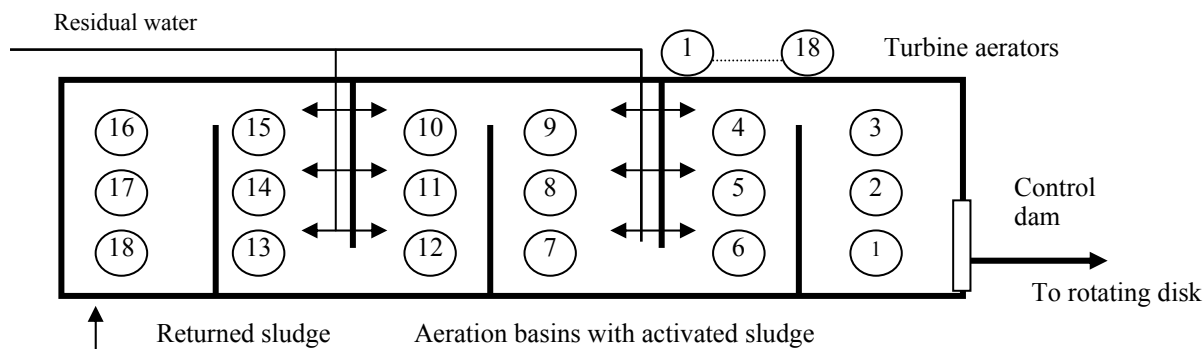 Residual water
1 18 Turbine aerators
16 15 10 9 4 3
17 14 11 8 5 2
18 13 12 7 6 1
Control
dam
To rotating disk
Returned sludge Aeration basins with activated sludge